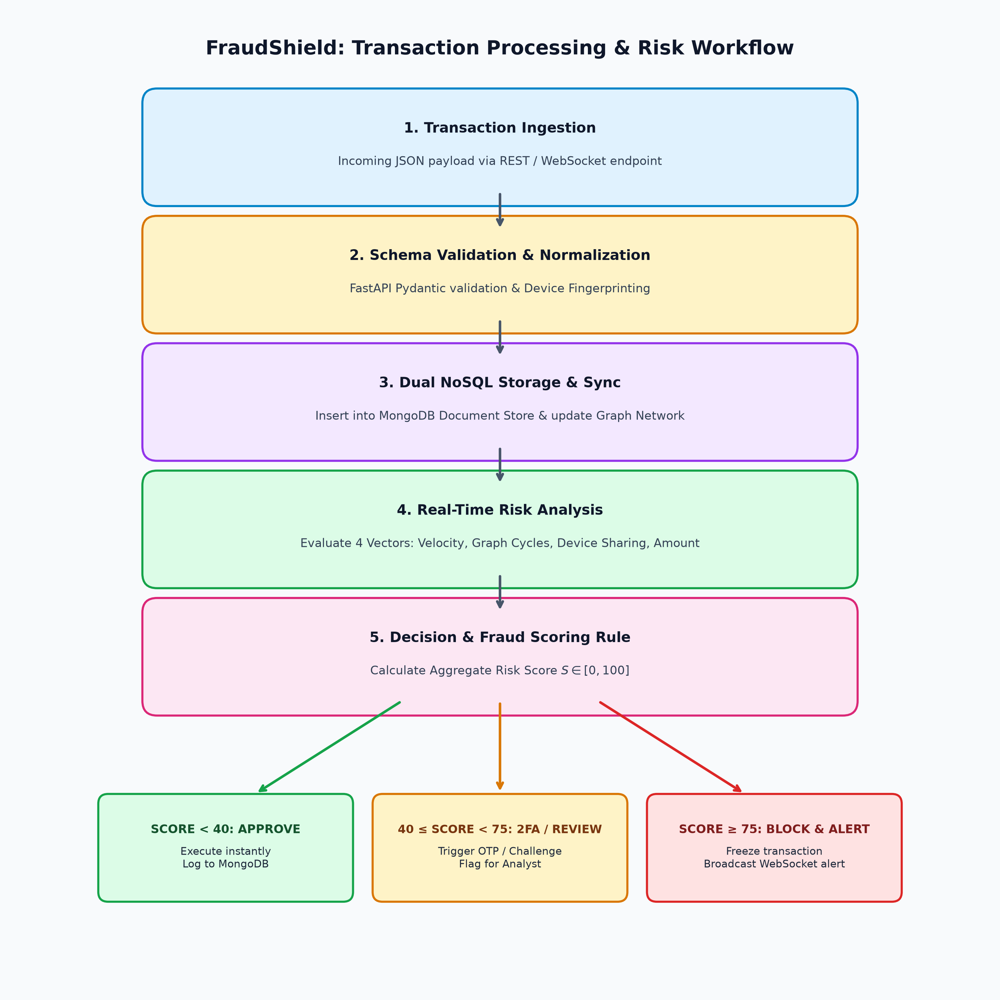 FraudShield: Transaction Processing & Risk Workflow
1. Transaction Ingestion
Incoming JSON payload via REST / WebSocket endpoint
2. Schema Validation & Normalization
FastAPI Pydantic validation & Device Fingerprinting
3. Dual NoSQL Storage & Sync
Insert into MongoDB Document Store & update Graph Network
4. Real-Time Risk Analysis
Evaluate 4 Vectors: Velocity, Graph Cycles, Device Sharing, Amount
5. Decision & Fraud Scoring Rule
Calculate Aggregate Risk Score S ∈ [0, 100]
SCORE < 40: APPROVE
Execute instantly
Log to MongoDB
40 ≤ SCORE < 75: 2FA / REVIEW
Trigger OTP / Challenge
Flag for Analyst
SCORE ≥ 75: BLOCK & ALERT
Freeze transaction
Broadcast WebSocket alert